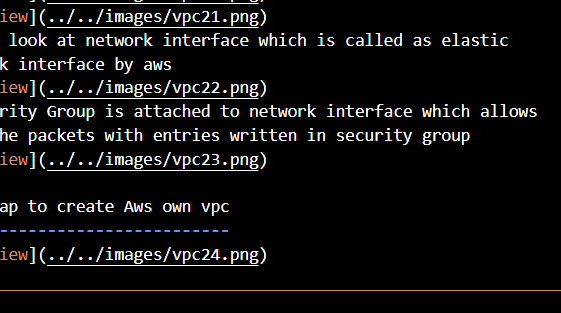 iew](../../images/vpc21.png)
look at network interface which is called as elastic
k interface by aws
iew](../../images/vpc22.png)
rity Group is attached to network interface which allows
he packets with entries written in security group
iew](../../images/vpc23.png)
ap to create Aws own vpc
------------------------
iew](../../images/vpc24.png)